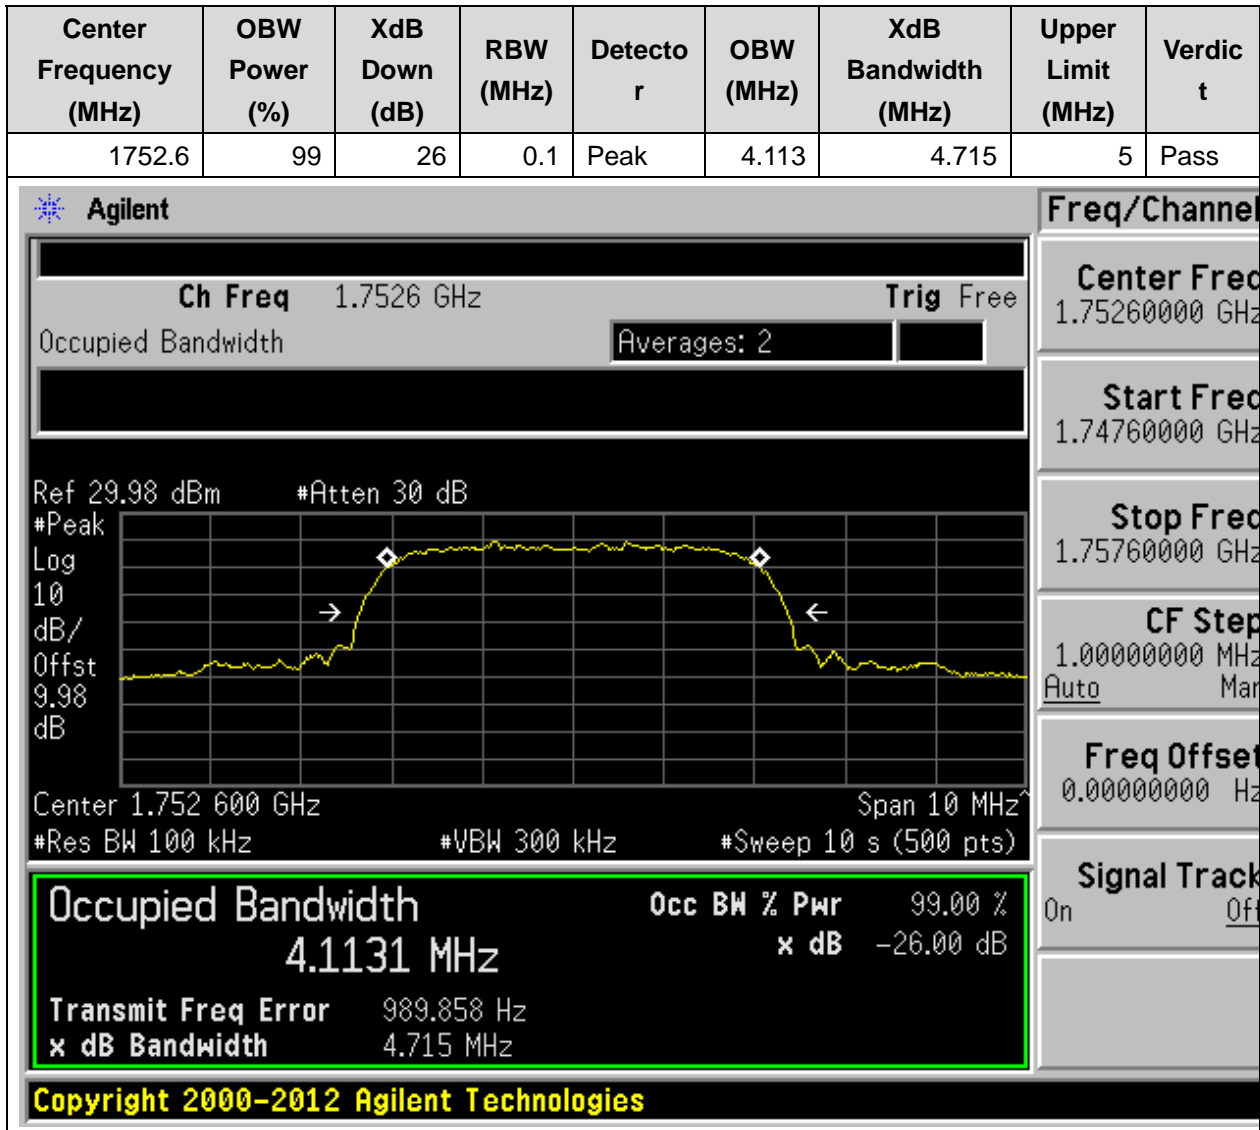 Center Frequency (MHz) OBW Power (%) XdB Down (dB) RBW (MHz) Detecto r OBW (MHz) XdB Bandwidth (MHz) Upper Limit (MHz) Verdic t
1752.6 99 26 0.1 Peak 4.113 4.715 5 Pass
Agilent
Freq/Channel
Ch Freq 1.7526 GHz Trig Free
Occupied Bandwidth Averages: 2
Center Freq
1.75260000 GHz
Start Freq
1.74760000 GHz
Stop Freq
1.75760000 GHz
CF Step
1.00000000 MHz
Auto Man
Freq Offset
0.00000000 Hz
Signal Track
On Off
Ref 29.98 dBm #Atten 30 dB
#Peak
Log
10
dB/
Offst
9.98
dB
Center 1.752 600 GHz Span 10 MHz^
#Res BW 100 kHz #VBW 300 kHz #Sweep 10 s (500 pts)
Occupied Bandwidth
4.1131 MHz
Occ BW % Pwr 99.00 %
x dB -26.00 dB
Transmit Freq Error 989.858 Hz
x dB Bandwidth 4.715 MHz
Copyright 2000-2012 Agilent Technologies